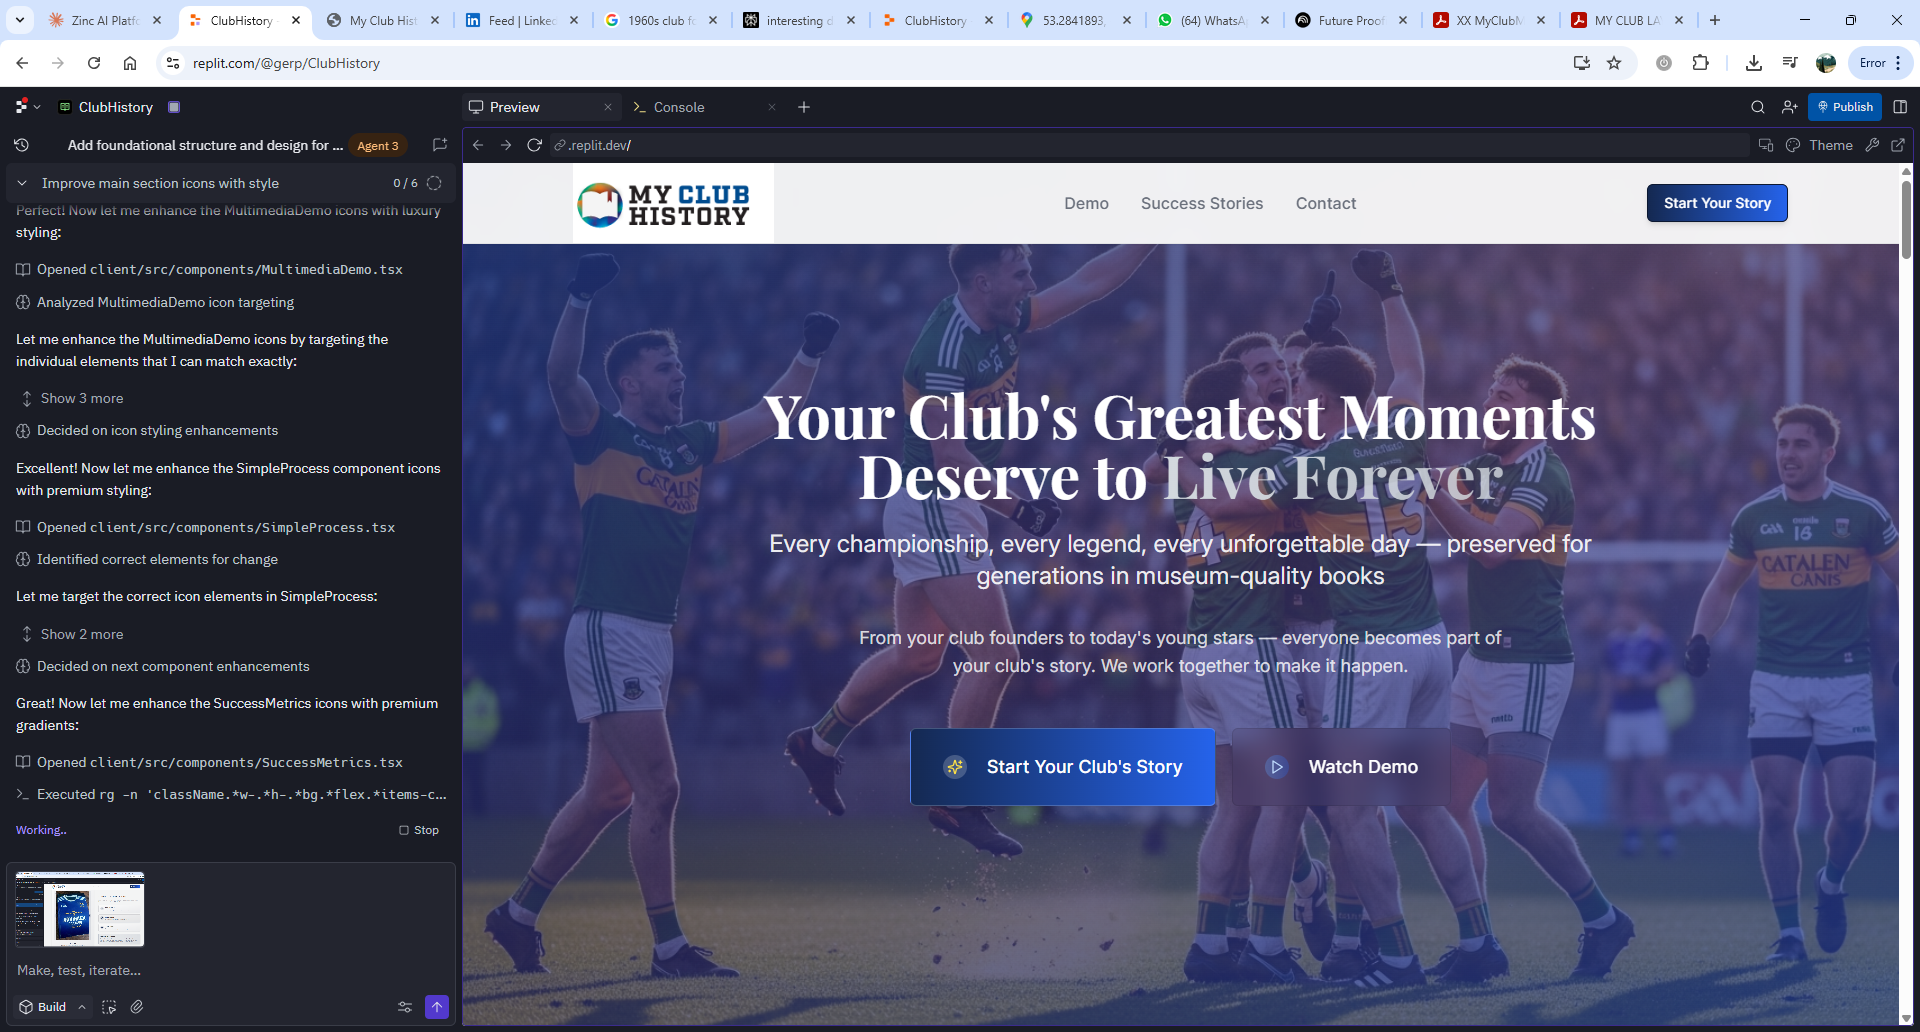 Zinc AI Platfo
ClubHistory
My Club Hist
Feed | Linked
1960s club fo
interesting d
ClubHistory
53.2841893,
(64) WhatsA
Future Proof
XX MyClubM
MY CLUB LA
replit.com/@gerp/ClubHistory
Error
ClubHistory
Preview
Console
Publish
Add foundational structure and design for ...
Agent 3
.replit.dev/
Theme
Improve main section icons with style
0 / 6
Perfect! Now let me enhance the MultimediaDemo icons with luxury
styling:
Opened client/src/components/MultimediaDemo.tsx
Analyzed MultimediaDemo icon targeting
Let me enhance the MultimediaDemo icons by targeting the
individual elements that I can match exactly:
Show 3 more
Decided on icon styling enhancements
Excellent! Now let me enhance the SimpleProcess component icons
with premium styling:
Opened client/src/components/SimpleProcess.tsx
Identified correct elements for change
Let me target the correct icon elements in SimpleProcess:
Show 2 more
Decided on next component enhancements
Great! Now let me enhance the SuccessMetrics icons with premium
gradients:
Opened client/src/components/SuccessMetrics.tsx
Executed rg -n 'className.*w-.*h-.*bg.*flex.*items-c...
Working..
Stop
Make, test, iterate...
Build
MY CLUB
HISTORY
Demo
Success Stories
Contact
Start Your Story
Your Club's Greatest Moments
Deserve to Live Forever
Every championship, every legend, every unforgettable day — preserved for
generations in museum-quality books
From your club founders to today's young stars — everyone becomes part of
your club's story. We work together to make it happen.
Start Your Club's Story
Watch Demo
CATALEN
CANIS
13
16